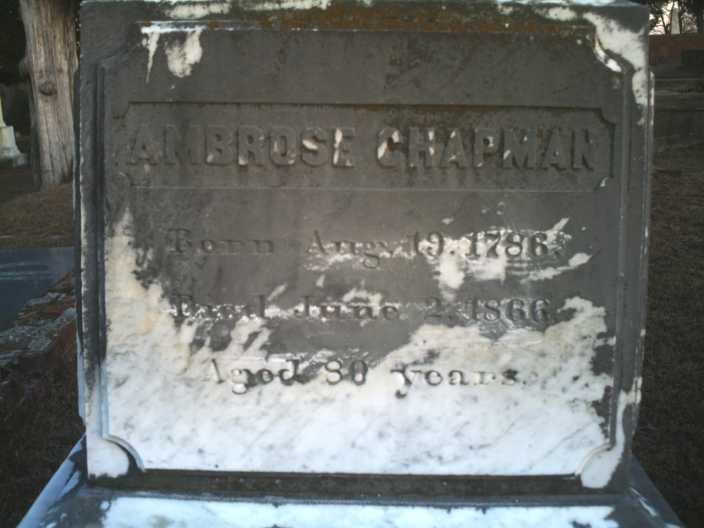 AMBROSE CHAPMAN
Born Aug. 19. 1786.
Died June 2. 1866
Aged 80 years.